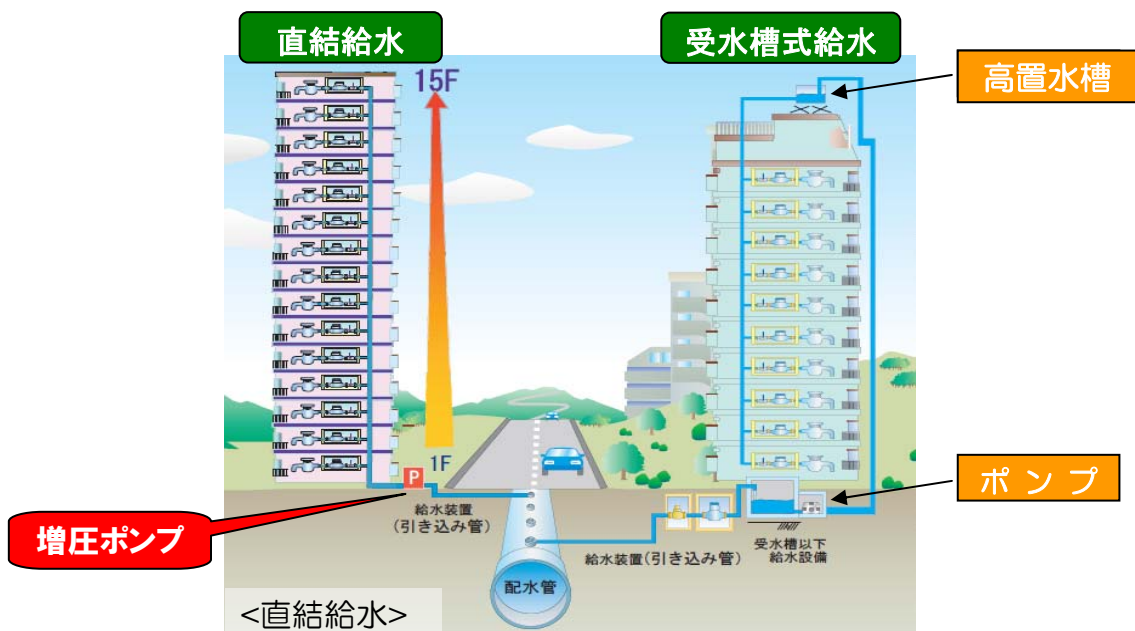 直結給水
受水槽式給水
高置水槽
15F
1F
P
ポンプ
増圧ポンプ
給水装置
(引き込み管)
給水装置(引き込み管)
受水槽以下
給水設備
配水管
<直結給水>